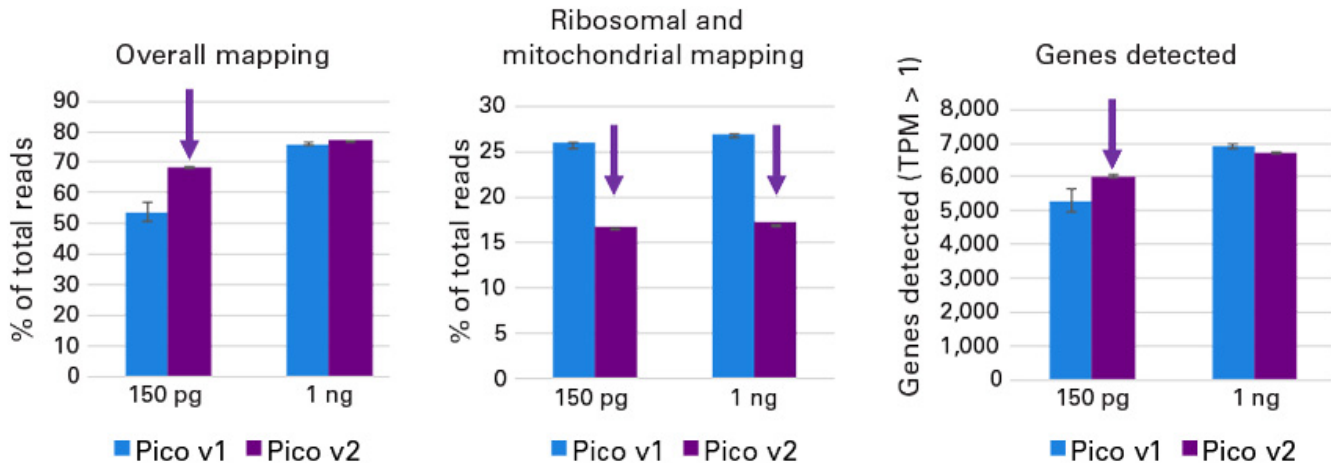 Overall mapping
% of total reads
90
80
70
60
50
40
30
20
10
0
150 pg
1 ng
Pico v1
Pico v2
Ribosomal and
mitochondrial mapping
% of total reads
30
25
20
15
10
5
0
150 pg
1 ng
Pico v1
Pico v2
Genes detected
Genes detected (TPM > 1)
8,000
7,000
6,000
5,000
4,000
3,000
2,000
1,000
0
150 pg
1 ng
Pico v1
Pico v2